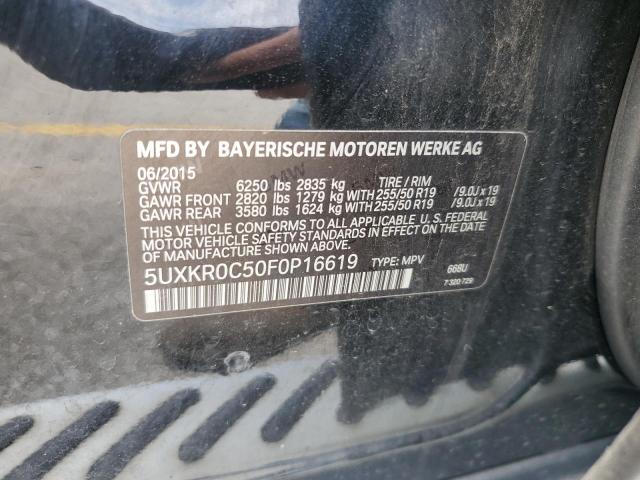 MFD BY BAYERISCHE MOTOREN WERKE AG
06/2015
GVWR 6250 lbs 2835 kg TIRE / RIM
GAWR FRONT 2820 lbs 1279 kg WITH 255/50 R19 /9.0J x 19
GAWR REAR 3580 lbs 1624 kg WITH 255/50 R19 /9.0J x 19
THIS VEHICLE CONFORMS TO ALL APPLICABLE U.S. FEDERAL
MOTOR VEHICLE SAFETY STANDARDS IN EFFECT ON THE DATE
OF MANUFACTURE SHOWN ABOVE.
5UXKR0C50F0P16619 TYPE: MPV 668U
7 320 729